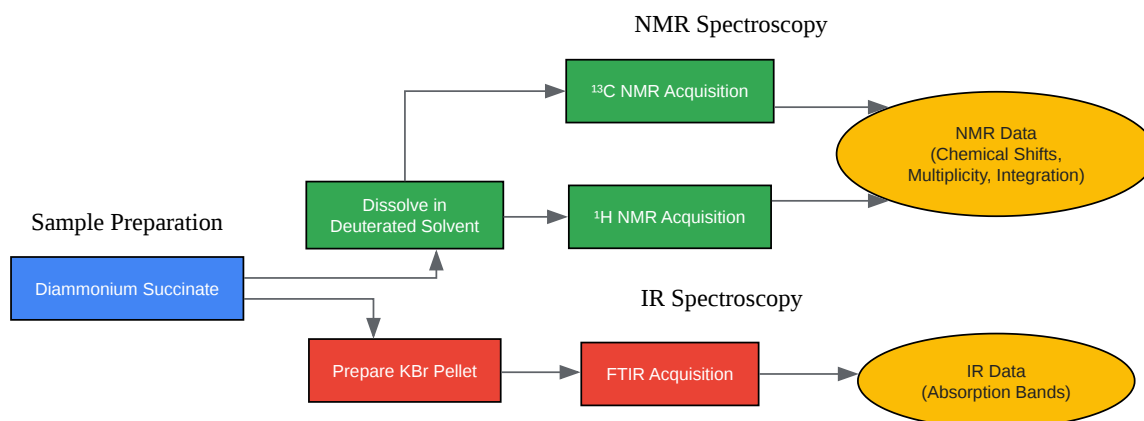 NMR Spectroscopy
¹³C NMR Acquisition
NMR Data
(Chemical Shifts,
Multiplicity, Integration)
Dissolve in
Deuterated Solvent
¹H NMR Acquisition
Sample Preparation
Diammonium Succinate
IR Spectroscopy
Prepare KBr Pellet
FTIR Acquisition
IR Data
(Absorption Bands)